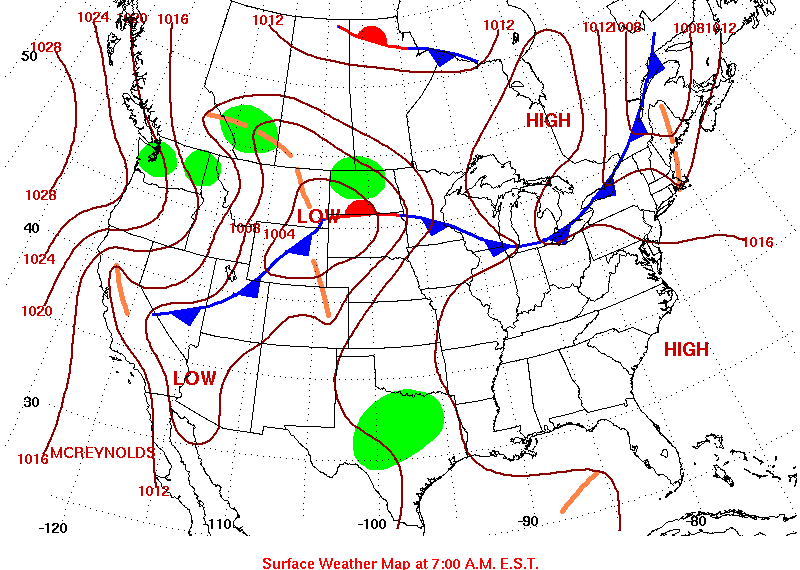 1024 1020 1016 1012 1012 1012 1008 1008 1012
1028
50
HIGH
1028
40
LOW
1008 1004
1016
1024
1020
HIGH
LOW
30
MCREYNOLDS
1016
1012
-120 -110 -100 -90 -80
Surface Weather Map at 7:00 A.M. E.S.T.